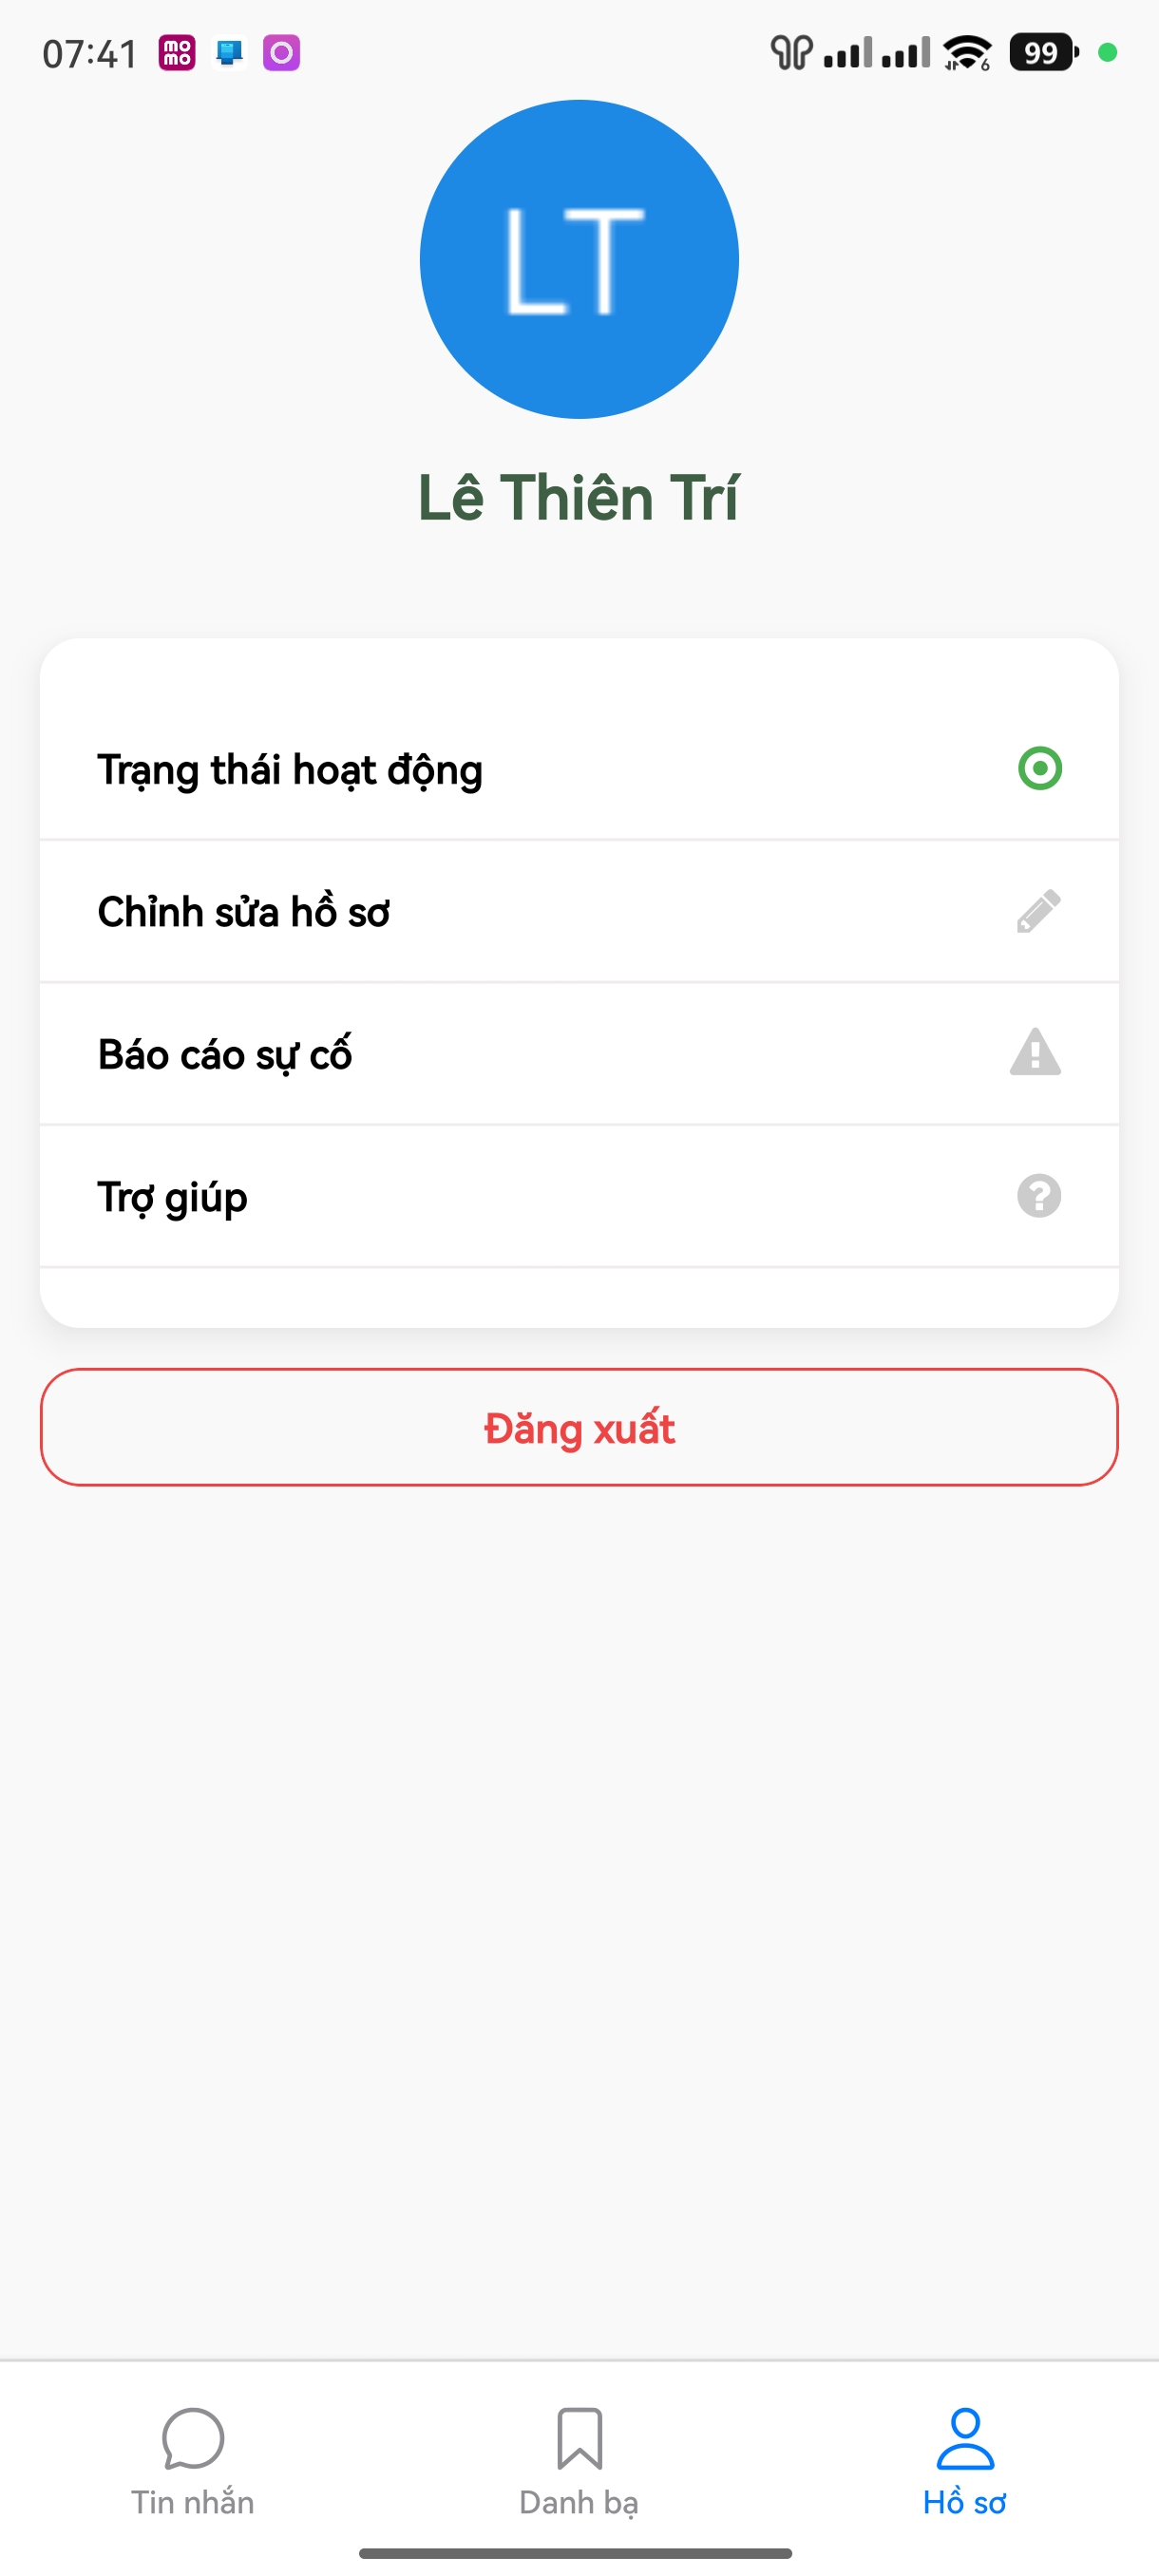 07:41
mo
mo
6
99
LT
Lê Thiên Trí
Trạng thái hoạt động
Chỉnh sửa hồ sơ
Báo cáo sự cố
Trợ giúp
Đăng xuất
Tin nhắn
Danh bạ
Hồ sơ